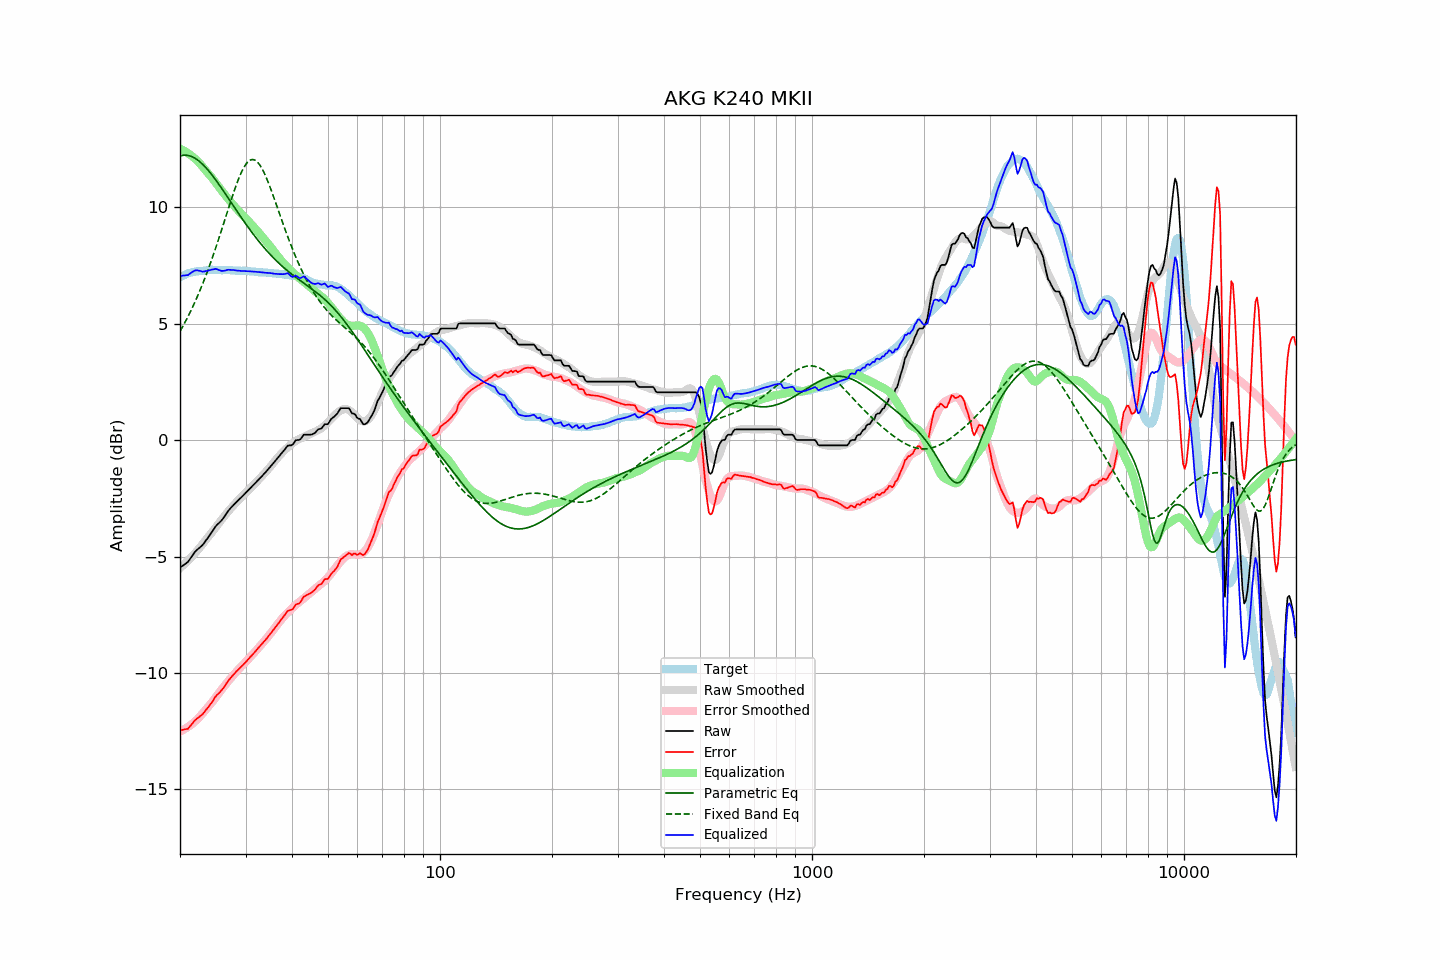 AKG K240 MKII
Amplitude (dBr)
10
5
0
−5
−10
−15
Target
Raw Smoothed
Error Smoothed
Raw
Error
Equalization
Parametric Eq
Fixed Band Eq
Equalized
100
1000
10000
Frequency (Hz)